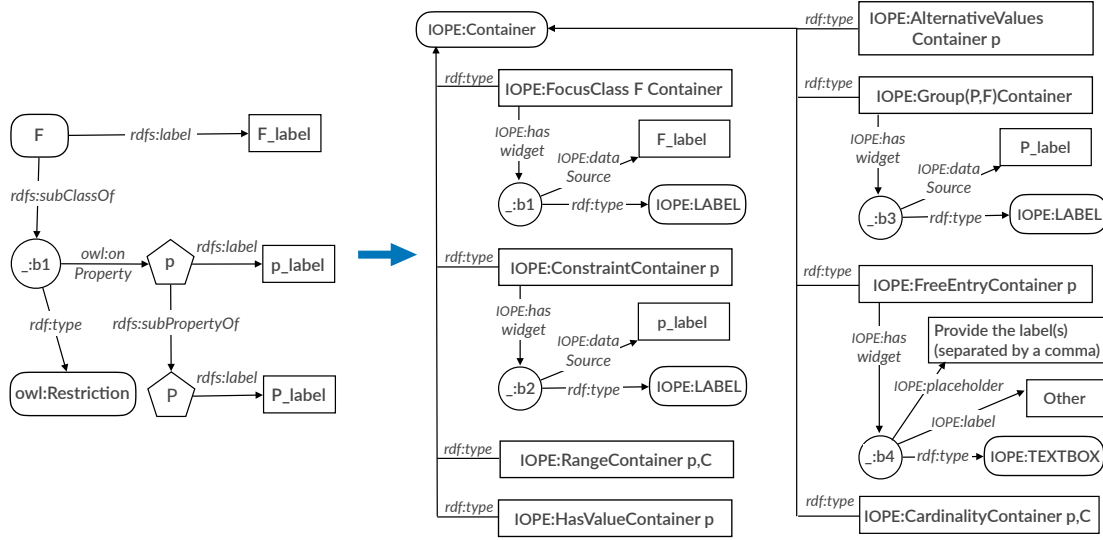 F
rdfs:label
F_label
rdfs:subClassOf
_:b1
owl:on
Property
p
rdfs:label
p_label
rdf:type
rdfs:subPropertyOf
owl:Restriction
P
rdfs:label
P_label
IOPE:Container
rdf:type
IOPE:FocusClass F Container
IOPE:has
widget
IOPE:data
Source
F_label
_:b1
rdf:type
IOPE:LABEL
rdf:type
IOPE:ConstraintContainer p
IOPE:has
widget
IOPE:data
Source
p_label
_:b2
rdf:type
IOPE:LABEL
rdf:type
IOPE:RangeContainer p,C
rdf:type
IOPE:HasValueContainer p
rdf:type
IOPE:AlternativeValues
Container p
rdf:type
IOPE:Group(P,F)Container
IOPE:has
widget
IOPE:data
Source
P_label
_:b3
rdf:type
IOPE:LABEL
rdf:type
IOPE:FreeEntryContainer p
IOPE:has
widget
Provide the label(s)
(separated by a comma)
IOPE:placeholder
Other
IOPE:label
_:b4
rdf:type
IOPE:TEXTBOX
rdf:type
IOPE:CardinalityContainer p,C